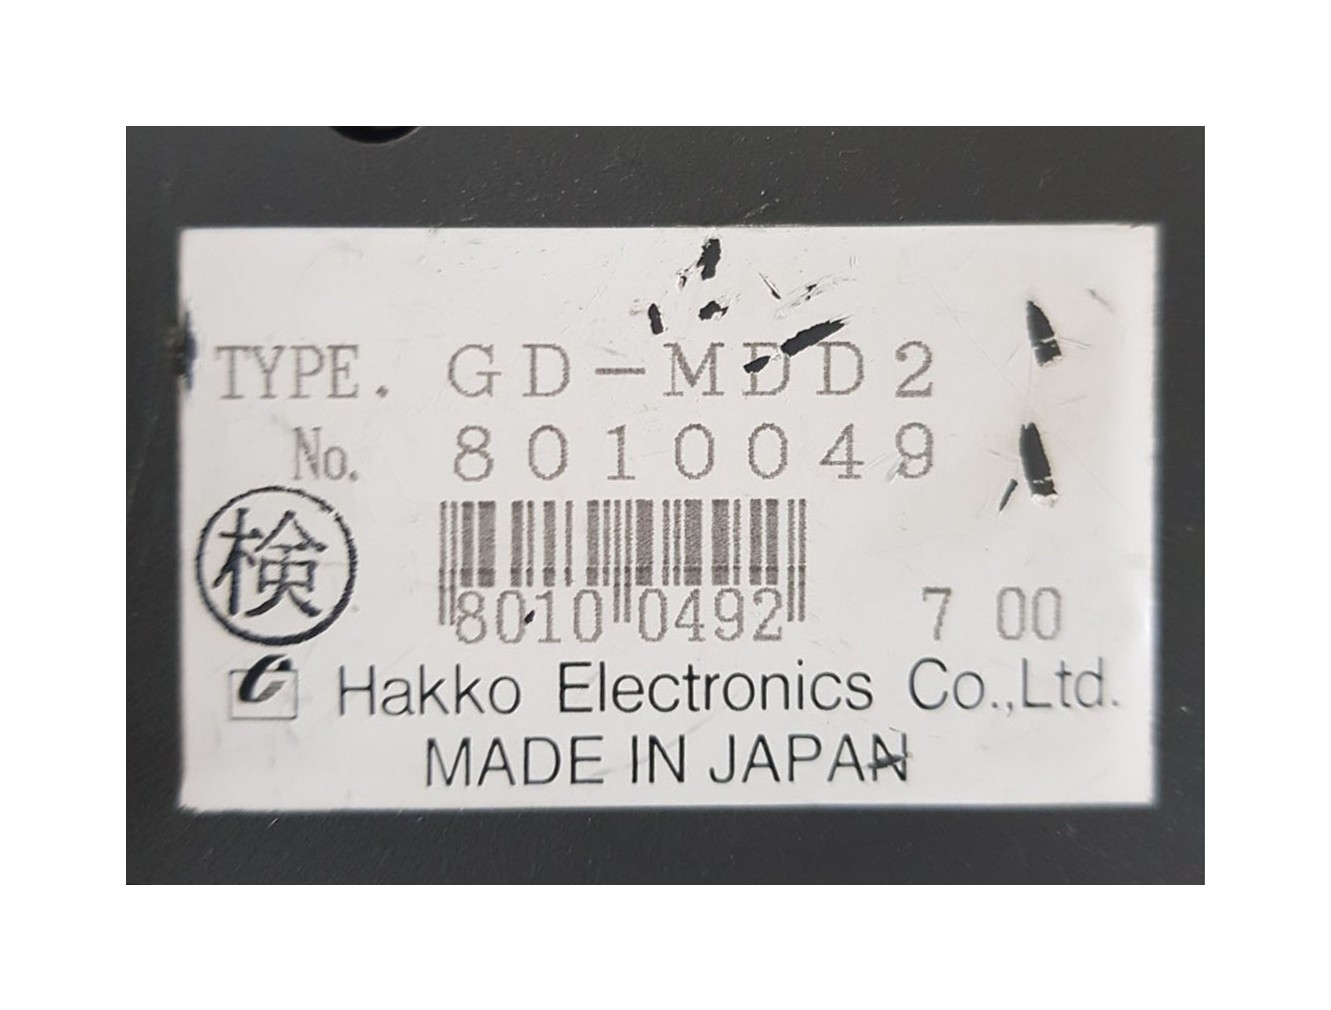 TYPE. GD-MDD2
No. 8010049
検
8010 0492 7 00
Hakko Electronics Co.,Ltd.
MADE IN JAPAN